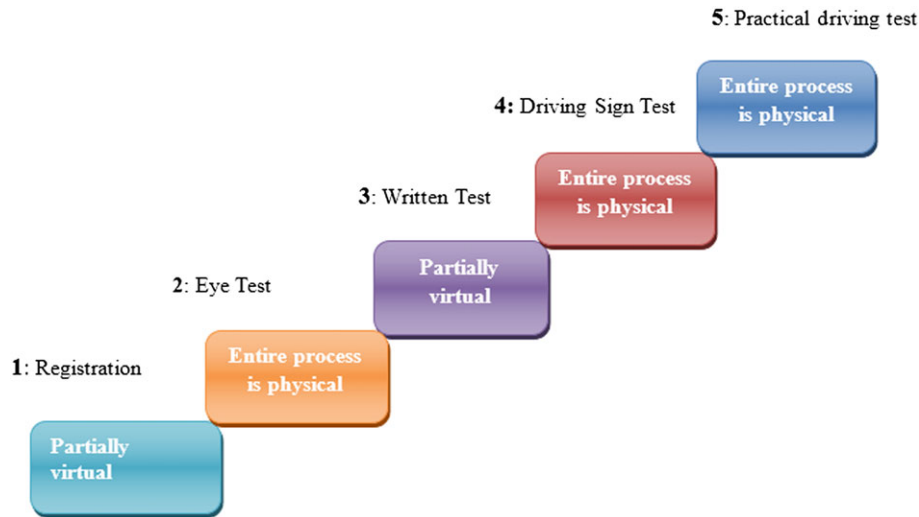 5: Practical driving test
Entire process
is physical
4: Driving Sign Test
Entire process
is physical
3: Written Test
Partially
virtual
2: Eye Test
Entire process
is physical
1: Registration
Partially
virtual